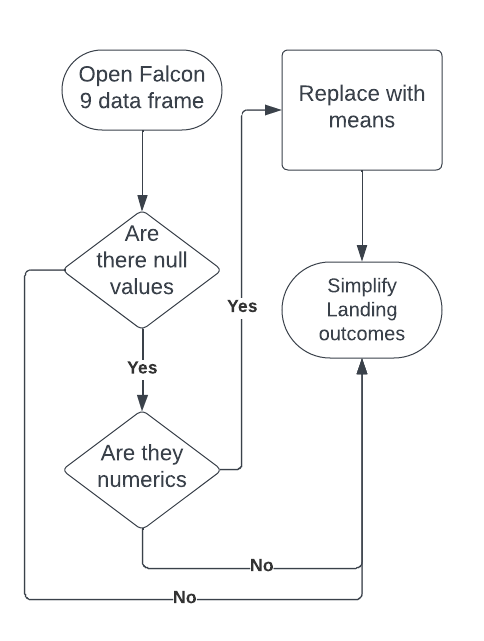 Open Falcon
9 data frame
Replace with
means
Are
there null
values
Simplify
Landing
outcomes
Yes
Yes
Are they
numerics
No
No